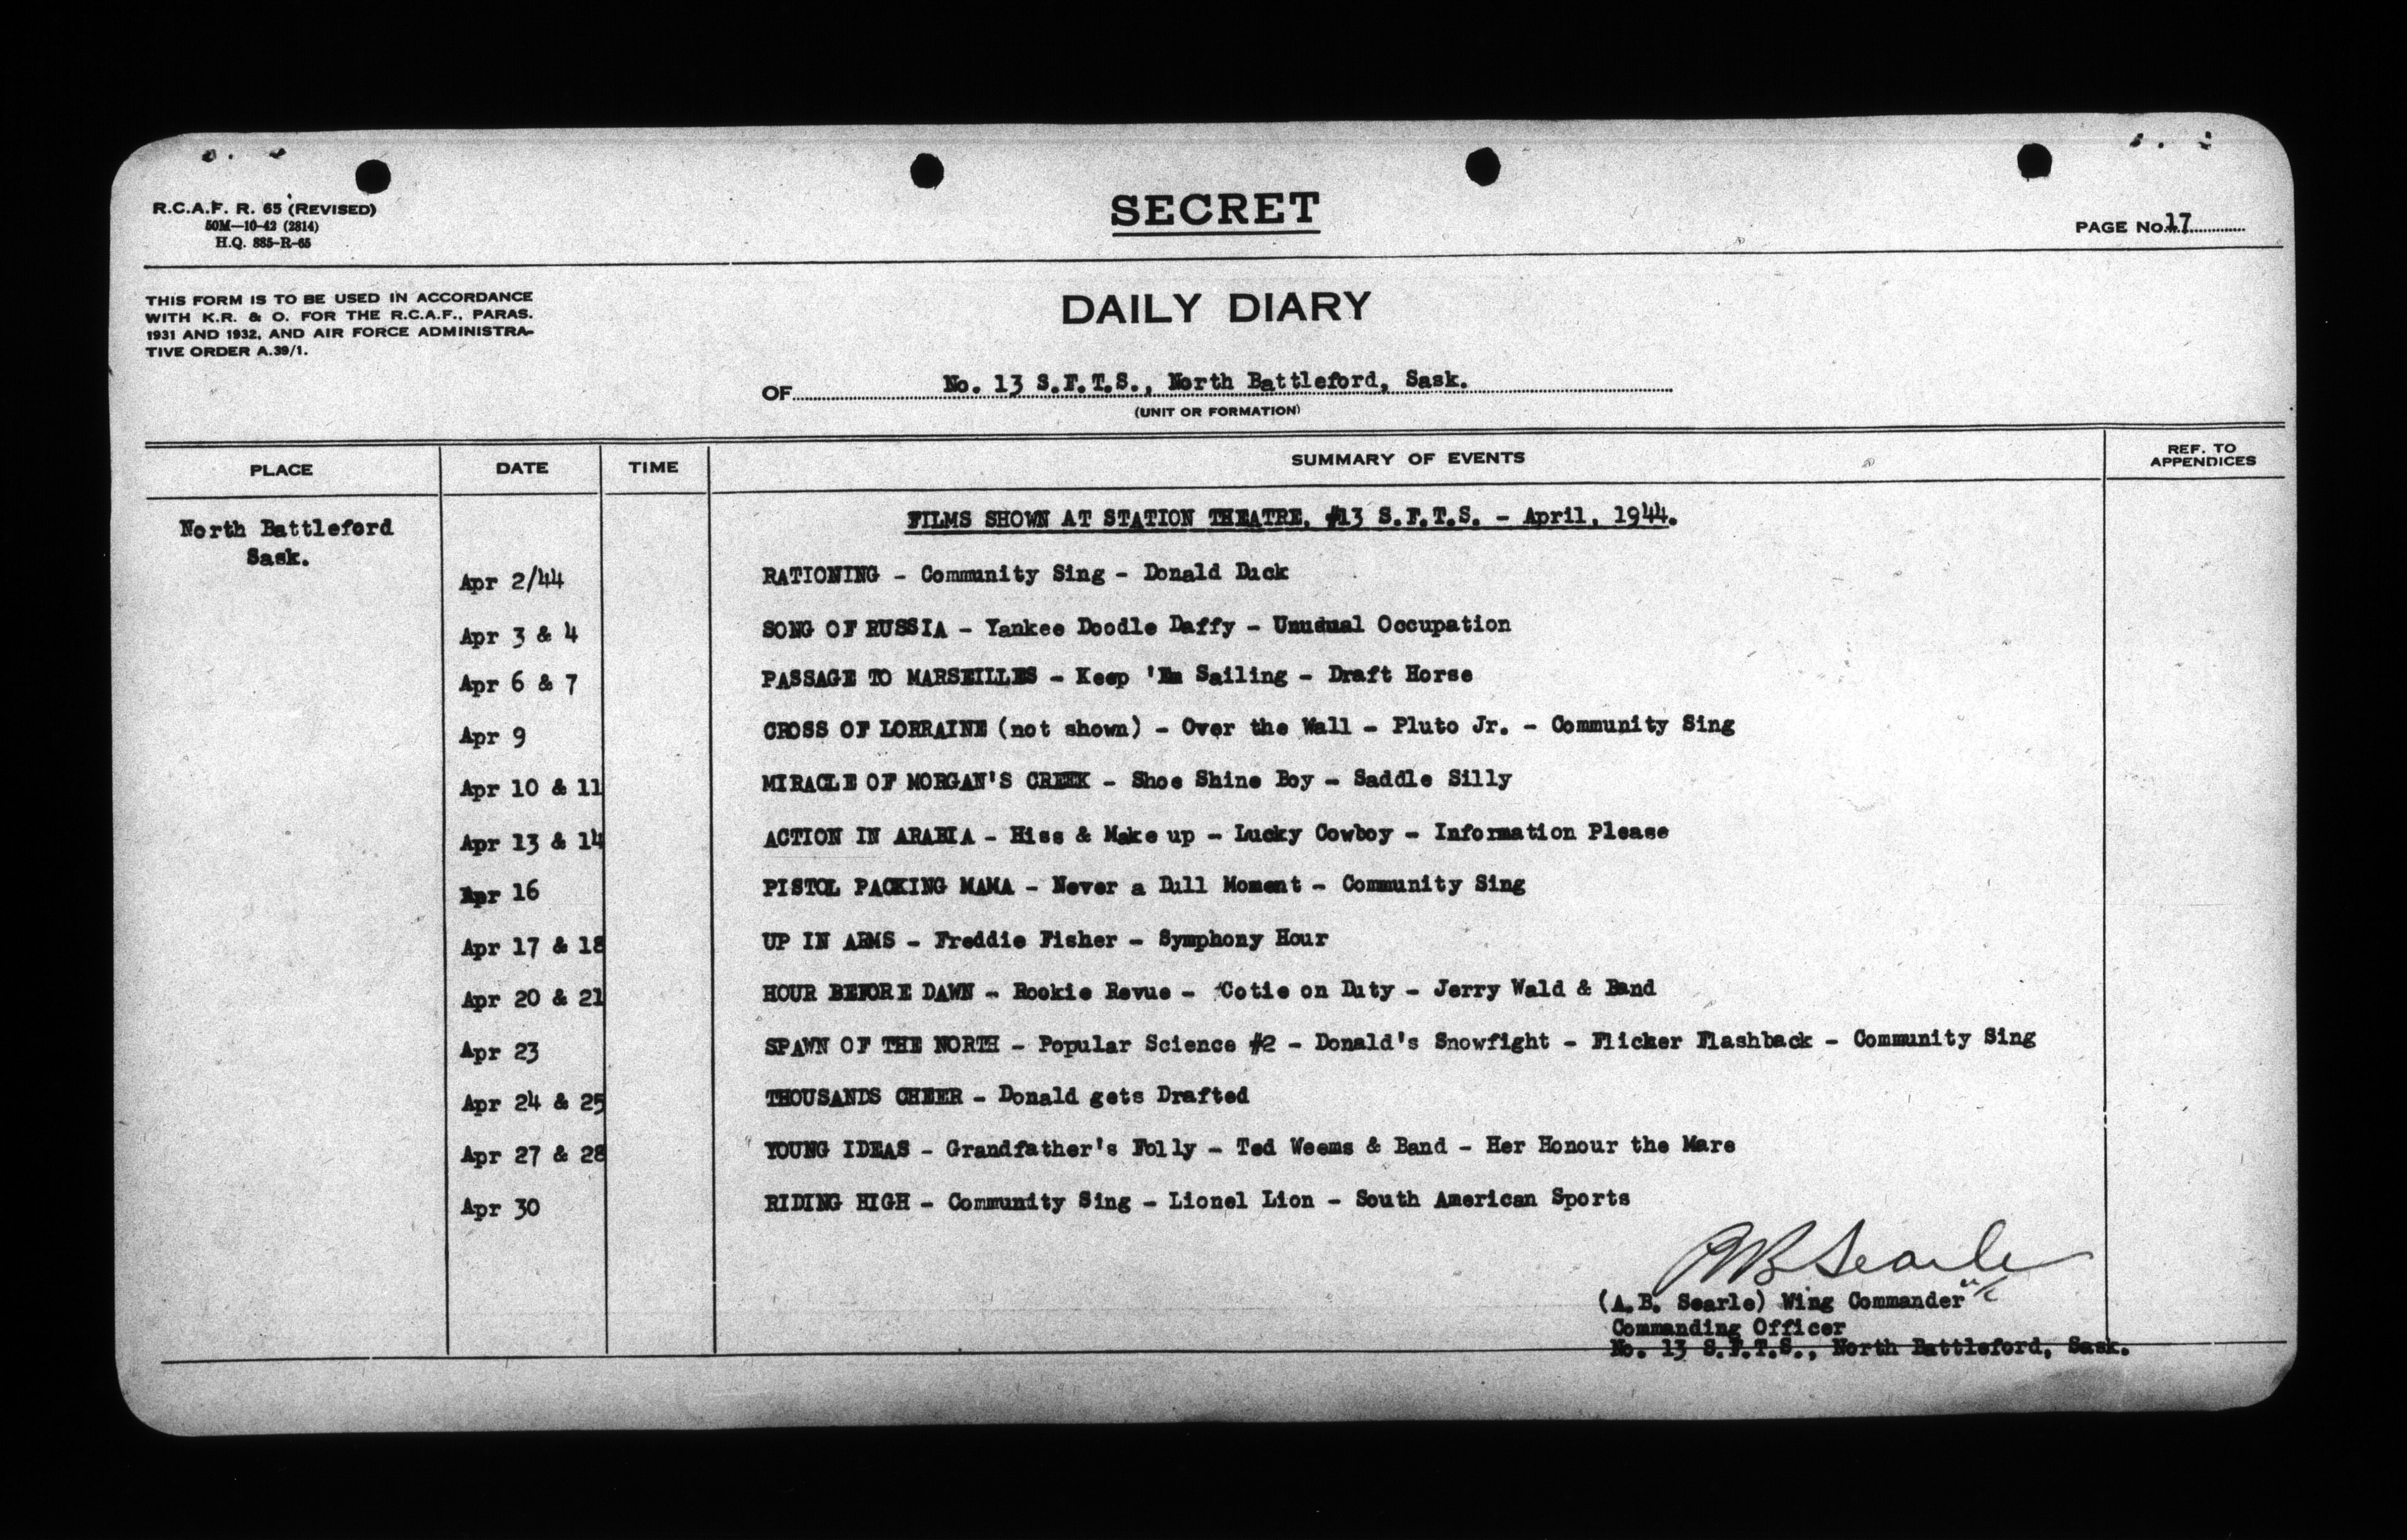 R.C.A.F. R. 65 (REVISED)
50M—10-42 (2814)
H.Q. 885-R-65
SECRET
PAGE NO. 17
THIS FORM IS TO BE USED IN ACCORDANCE
WITH K.R. & O. FOR THE R.C.A.F., PARAS.
1931 AND 1932, AND AIR FORCE ADMINISTRA-
TIVE ORDER A.39/1.
DAILY DIARY
OF No. 13 S.F.T.S., North Battleford, Sask.
(UNIT OR FORMATION)
PLACE DATE TIME SUMMARY OF EVENTS REF. TO APPENDICES
FILMS SHOWN AT STATION THEATRE, #13 S.F.T.S. - April, 1944.
North Battleford
Sask.
Apr 2/44 RATIONING - Community Sing - Donald Duck
Apr 3 & 4 SONG OF RUSSIA - Yankee Doodle Daffy - Unusual Occupation
Apr 6 & 7 PASSAGE TO MARSEILLES - Keep 'Em Sailing - Draft Horse
Apr 9 CROSS OF LORRAINE (not shown) - Over the Wall - Pluto Jr. - Community Sing
Apr 10 & 11 MIRACLE OF MORGAN'S CREEK - Shoe Shine Boy - Saddle Silly
Apr 13 & 14 ACTION IN ARABIA - Hiss & Make up - Lucky Cowboy - Information Please
Apr 16 PISTOL PACKING MAMA - Never a Dull Moment - Community Sing
Apr 17 & 18 UP IN ARMS - Freddie Fisher - Symphony Hour
Apr 20 & 21 HOUR BEFORE DAWN - Rookie Revue - Cotie on Duty - Jerry Wald & Band
Apr 23 SPAWN OF THE NORTH - Popular Science #2 - Donald's Snowfight - Flicker Flashback - Community Sing
Apr 24 & 25 THOUSANDS CHEER - Donald gets Drafted
Apr 27 & 28 YOUNG IDEAS - Grandfather's Folly - Ted Weems & Band - Her Honour the Mare
Apr 30 RIDING HIGH - Community Sing - Lionel Lion - South American Sports
AB Searle
(A.B. Searle) Wing Commander
Commanding Officer
No. 13 S.F.T.S., North Battleford, Sask.